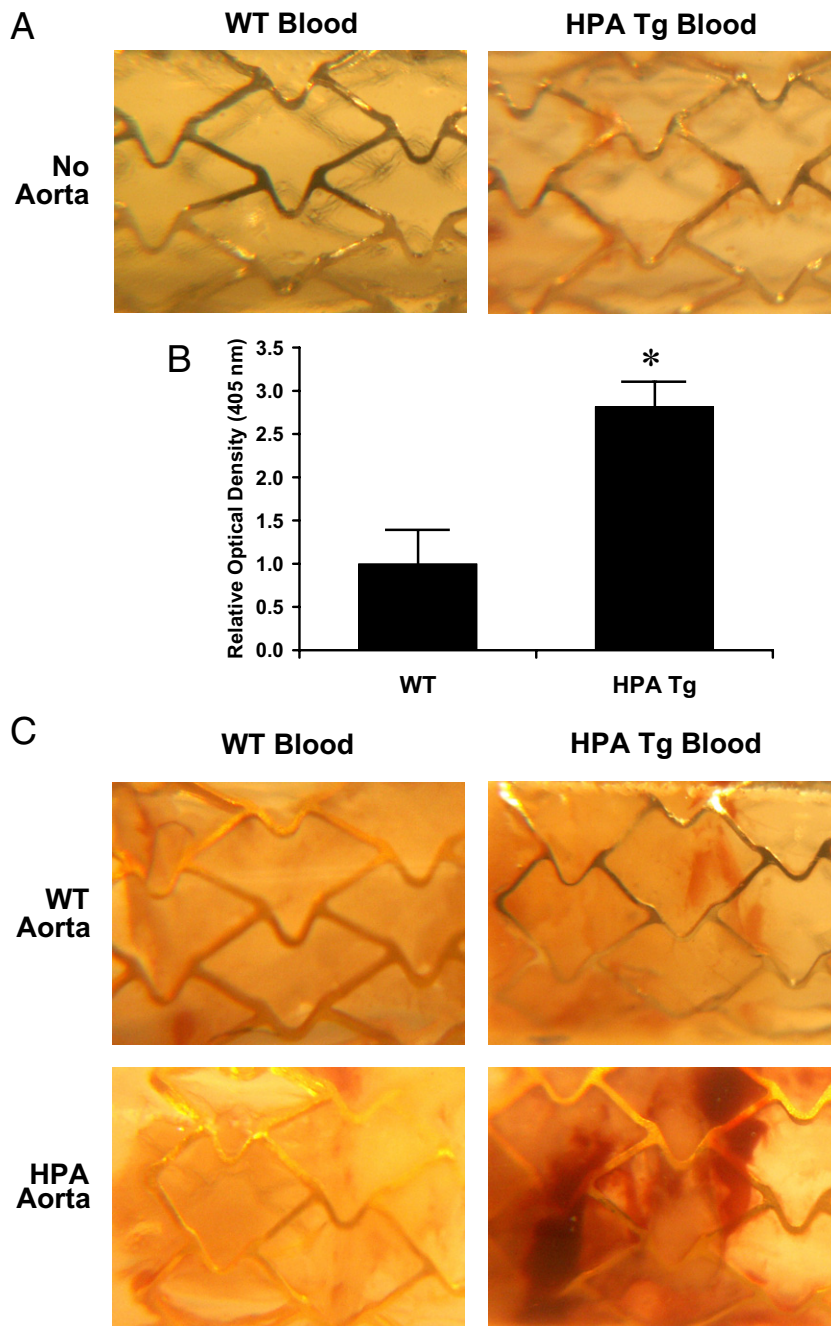 A
WT Blood
HPA Tg Blood
No
Aorta
B
Relative Optical Density (405 nm)
3.5
3.0
2.5
2.0
1.5
1.0
0.5
0.0
*
WT
HPA Tg
C
WT Blood
HPA Tg Blood
WT
Aorta
HPA
Aorta